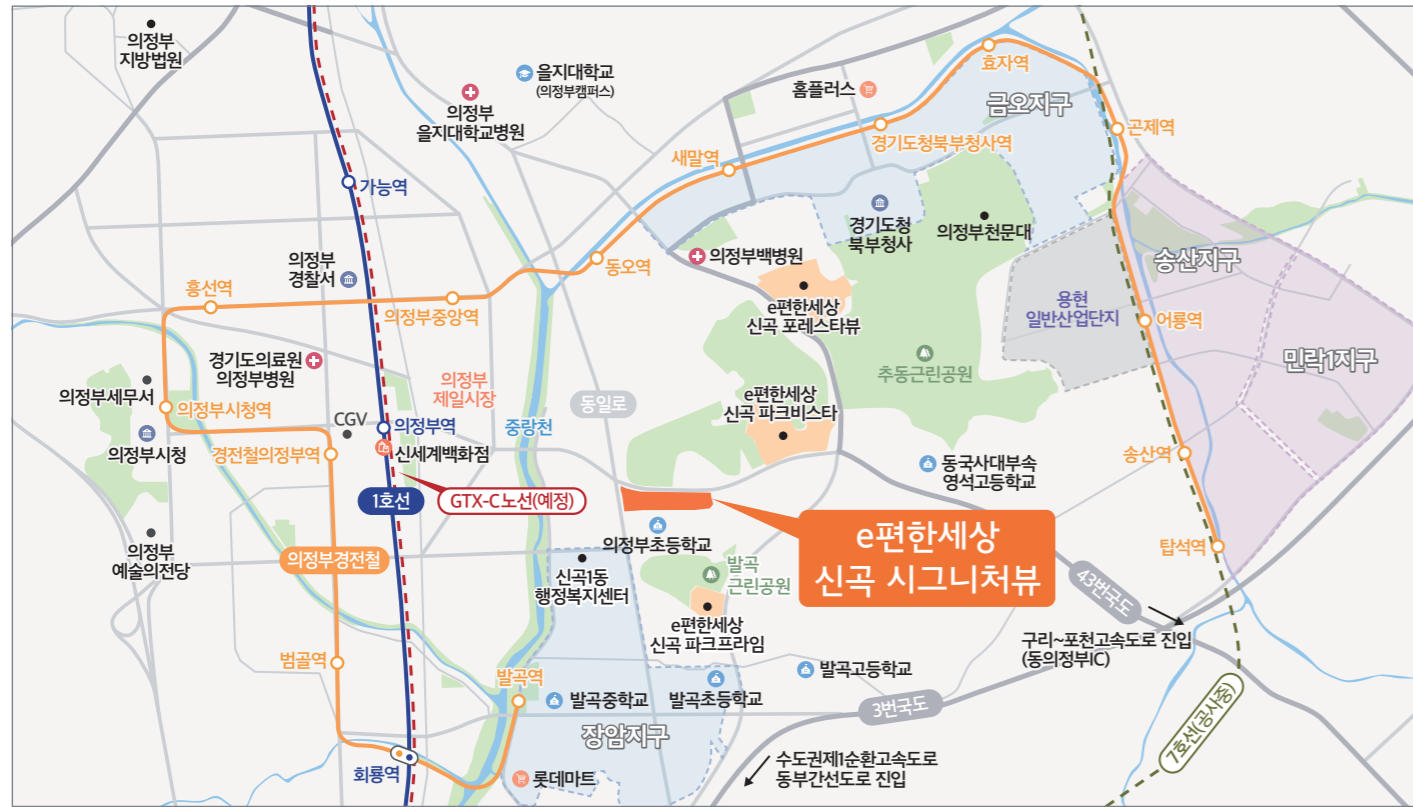 의정부
지방법원
을지대학교
(의정부캠퍼스)
의정부
을지대학교병원
홈플러스
효자역
금오지구
곤제역
경기도청북부청사역
새말역
가능역
경기도청
북부청사
의정부천문대
의정부백병원
동오역
송산지구
의정부
경찰서
흥선역
의정부중앙역
e편한세상
신곡 포레스타뷰
용현
일반산업단지
어룡역
민락1지구
경기도의료원
의정부병원
의정부
제일시장
추동근린공원
의정부세무서
의정부시청역
CGV
의정부역
중랑천
동일로
e편한세상
신곡 파크비스타
의정부시청
경전철의정부역
신세계백화점
동국사대부속
영석고등학교
송산역
1호선
GTX-C노선(예정)
e편한세상
신곡 시그니처뷰
의정부
예술의전당
의정부경전철
의정부초등학교
탑석역
신곡1동
행정복지센터
발곡
근린공원
43번국도
e편한세상
신곡 파크프라임
구리~포천고속도로 진입
(동의정부IC)
범골역
발곡역
발곡고등학교
발곡중학교
발곡초등학교
3번국도
7호선(공사중)
장암지구
회룡역
롯데마트
수도권제1순환고속도로
동부간선도로 진입